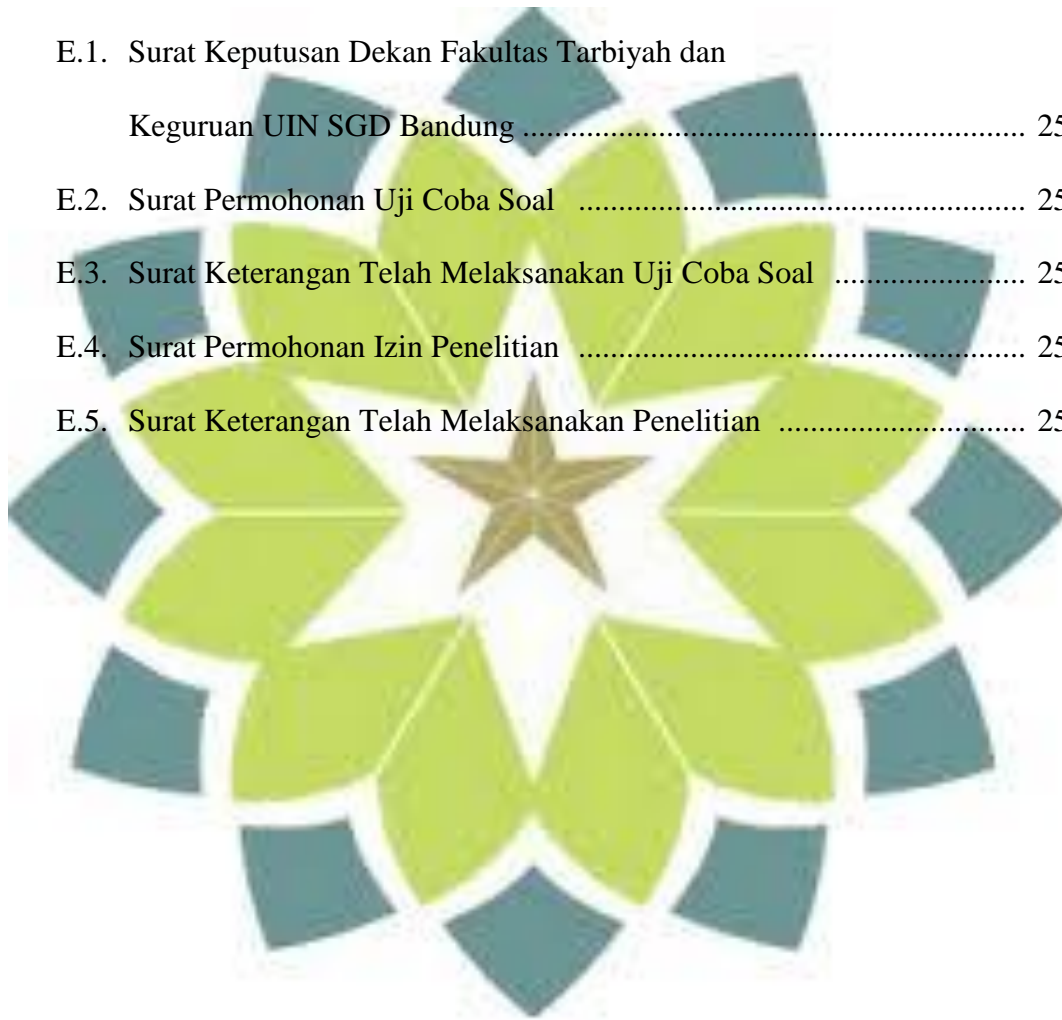 E.1. Surat Keputusan Dekan Fakultas Tarbiyah dan
Keguruan UIN SGD Bandung ............................................................... 25
E.2. Surat Permohonan Uji Coba Soal ........................................................ 25
E.3. Surat Keterangan Telah Melaksanakan Uji Coba Soal ........................ 25
E.4. Surat Permohonan Izin Penelitian ........................................................ 25
E.5. Surat Keterangan Telah Melaksanakan Penelitian ............................... 25